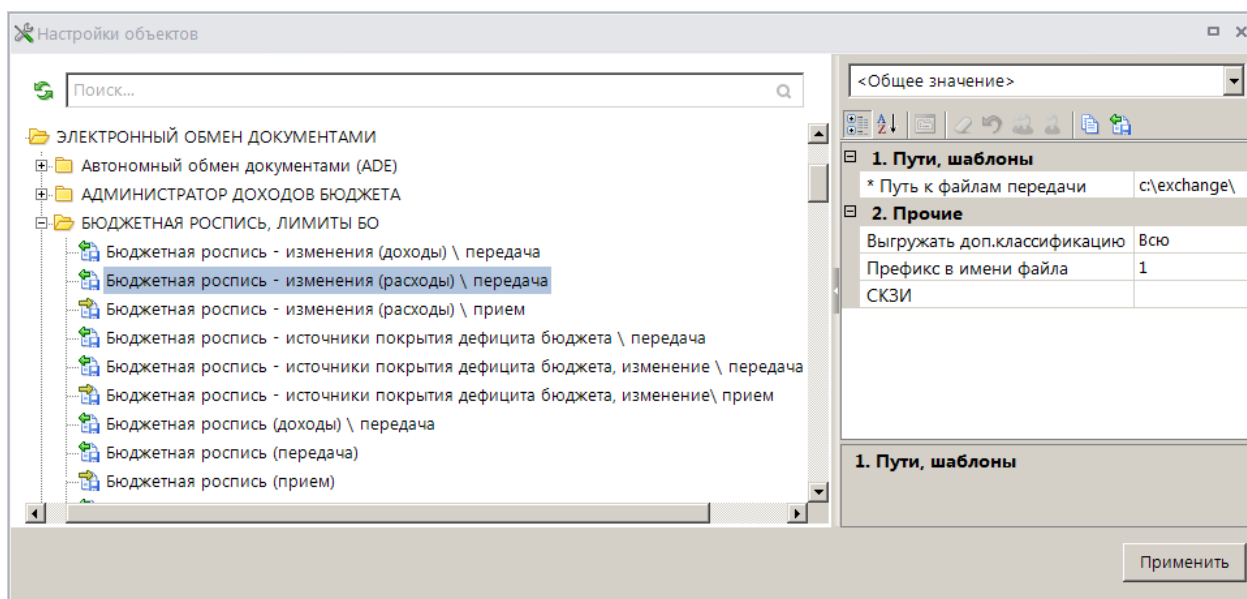 Настройки объектов
Поиск...
ЭЛЕКТРОННЫЙ ОБМЕН ДОКУМЕНТАМИ
Автономный обмен документами (ADE)
АДМИНИСТРАТОР ДОХОДОВ БЮДЖЕТА
БЮДЖЕТНАЯ РОСПИСЬ, ЛИМИТЫ БО
Бюджетная роспись - изменения (доходы) \ передача
Бюджетная роспись - изменения (расходы) \ передача
Бюджетная роспись - изменения (расходы) \ прием
Бюджетная роспись - источники покрытия дефицита бюджета \ передача
Бюджетная роспись - источники покрытия дефицита бюджета, изменение \ передача
Бюджетная роспись - источники покрытия дефицита бюджета, изменение\ прием
Бюджетная роспись (доходы) \ передача
Бюджетная роспись (передача)
Бюджетная роспись (прием)
<Общее значение>
1. Пути, шаблоны
* Путь к файлам передачи c:\exchange\
2. Прочие
Выгружать доп.классификацию Всю
Префикс в имени файла 1
СКЗИ
1. Пути, шаблоны
Применить